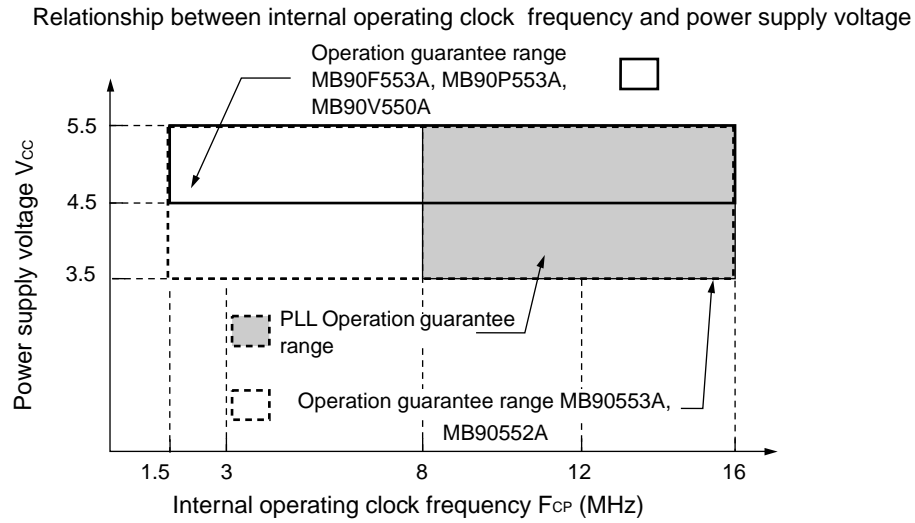 Relationship between internal operating clock frequency and power supply voltage
Operation guarantee range
MB90F553A, MB90P553A,
MB90V550A
Power supply voltage VCC
5.5
4.5
3.5
PLL Operation guarantee
range
Operation guarantee range MB90553A,
MB90552A
1.5
3
8
12
16
Internal operating clock frequency FCP (MHz)